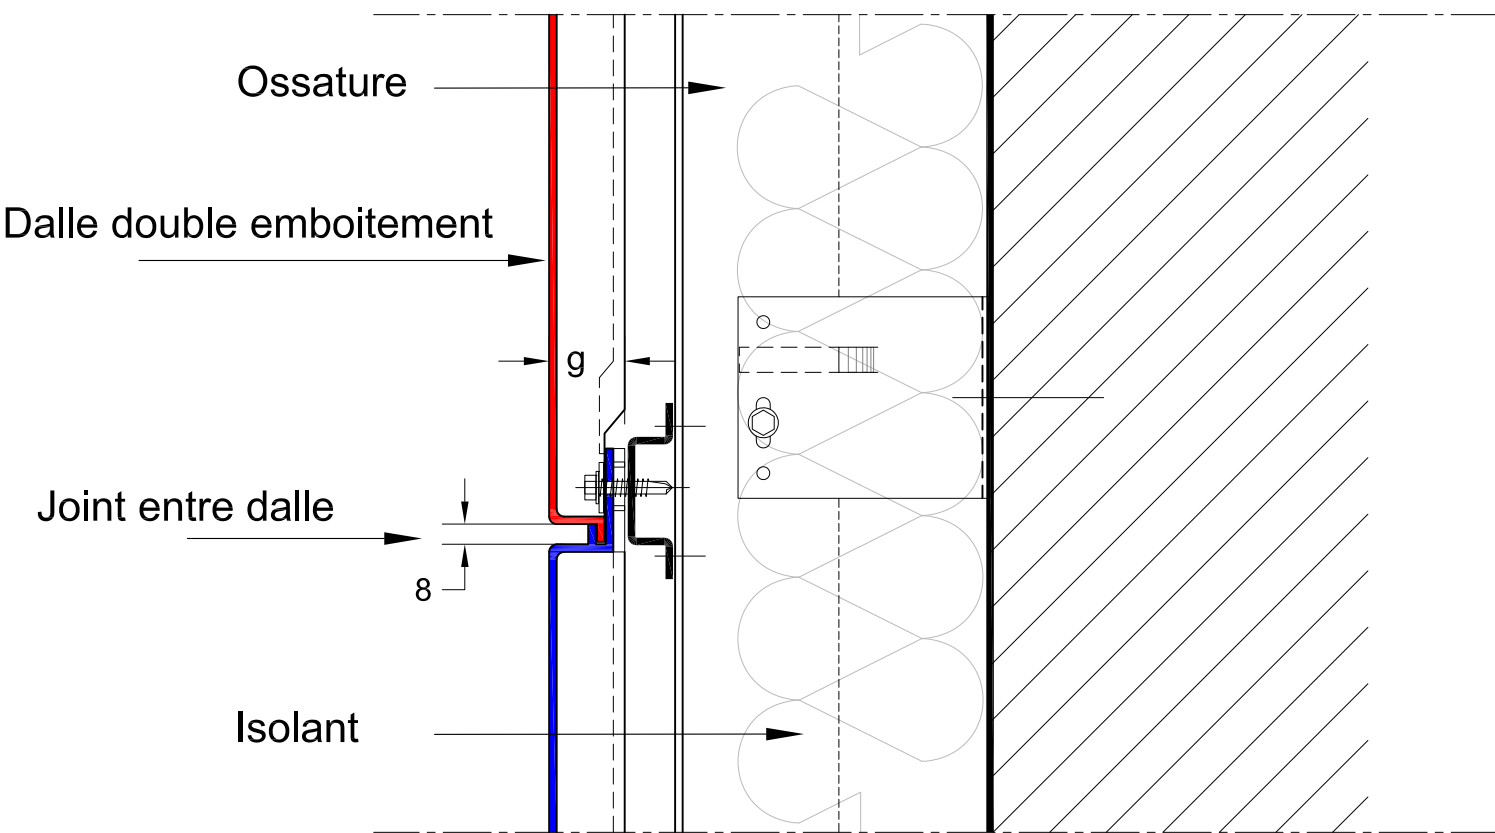 Ossature
Dalle double emboitement
g
Joint entre dalle
8
Isolant